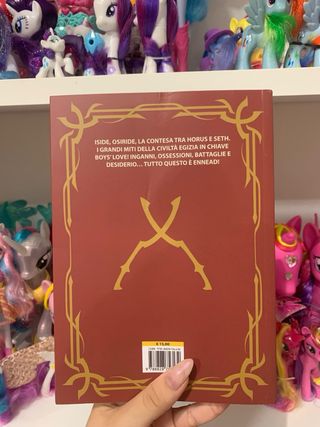 ISIDE, OSIRIDE, LA CONTESA TRA HORUS E SETH.
I GRANDI MITI DELLA CIVILTÀ EGIZIA IN CHIAVE
BOYS' LOVE! INGANNI, OSSESSIONI, BATTAGLIE E
DESIDERIO... TUTTO QUESTO È ENNEAD!
€ 15,00